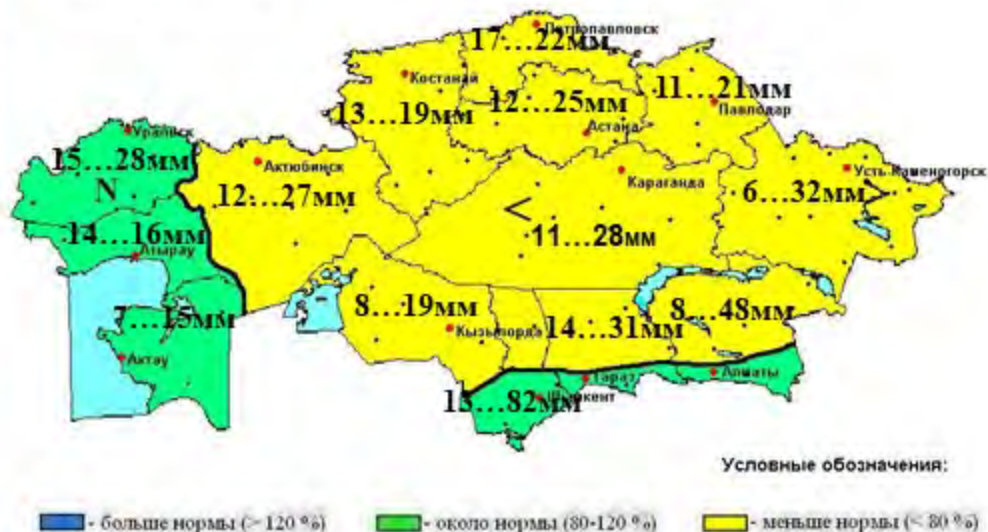 Петропавловск
17...22мм
Костанай
13...19мм
12...25мм
Астана
11...21мм
Павлодар
Уральск
15...28мм
N
Актюбинск
12...27мм
Караганда
<
11...28мм
Усть-Каменогорск
6...32мм>
14...16мм
Атырау
7...15мм
Актау
8...19мм
Кызылорда
14...31мм
8...48мм
Тараз
Алматы
Шымкент
15...82мм
Условные обозначения:
- больше нормы (> 120 %)
- около нормы (80-120 %)
- меньше нормы (< 80 %)